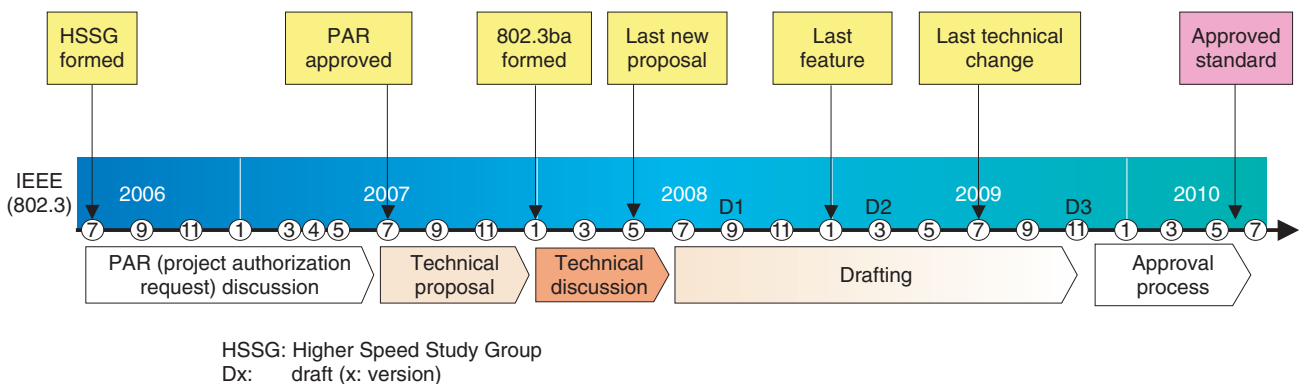 HSSG
formed
PAR
approved
802.3ba
formed
Last new
proposal
Last
feature
Last technical
change
Approved
standard
IEEE
(802.3)
2006
2007
2008
2009
2010
D1
D2
D3
7 9 11 1 3 4 5 7 9 11 1 3 5 7 9 11 1 3 5 7 9 11 1 3 5 7
PAR (project authorization
request) discussion
Technical
proposal
Technical
discussion
Drafting
Approval
process
HSSG: Higher Speed Study Group
Dx: draft (x: version)